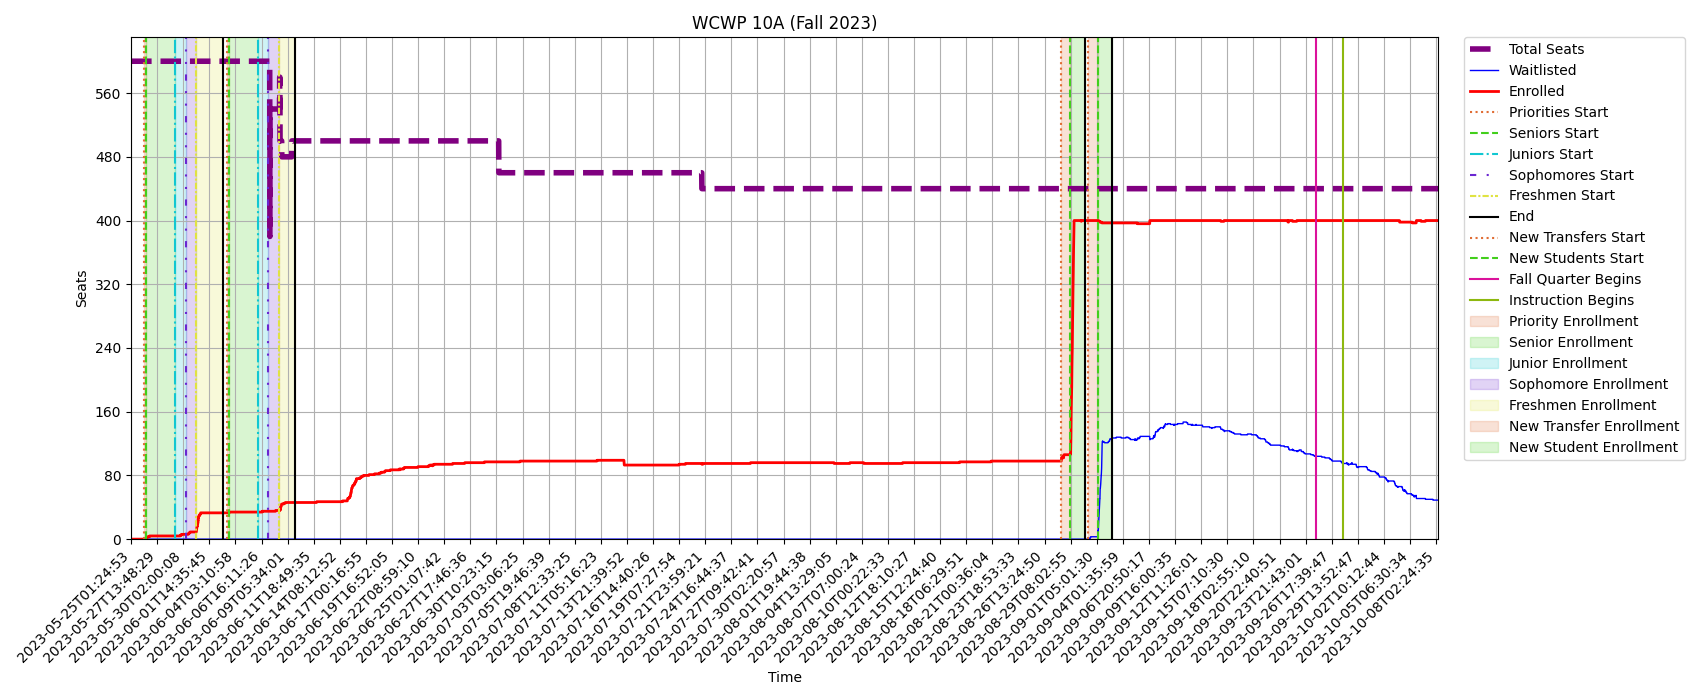 WCWP 10A (Fall 2023)
Seats
560
480
400
320
240
160
80
0
2023-05-25T01:24:53
2023-05-27T13:48:29
2023-05-30T02:00:08
2023-06-01T14:35:45
2023-06-04T03:10:58
2023-06-06T16:11:26
2023-06-09T05:34:01
2023-06-11T18:49:35
2023-06-14T08:12:52
2023-06-17T00:16:55
2023-06-19T16:52:05
2023-06-22T08:59:10
2023-06-25T01:07:42
2023-06-27T17:46:36
2023-06-30T10:23:15
2023-07-03T03:06:25
2023-07-05T19:46:39
2023-07-08T12:33:25
2023-07-11T05:16:23
2023-07-13T21:39:52
2023-07-16T14:40:26
2023-07-19T07:27:54
2023-07-21T23:59:21
2023-07-24T16:44:37
2023-07-27T09:42:41
2023-07-30T02:20:57
2023-08-01T19:44:38
2023-08-04T13:29:05
2023-08-07T07:00:24
2023-08-10T00:22:33
2023-08-12T18:10:27
2023-08-15T12:24:40
2023-08-18T06:29:51
2023-08-21T00:36:04
2023-08-23T18:53:33
2023-08-26T13:24:50
2023-08-29T08:02:55
2023-09-01T05:01:30
2023-09-04T01:35:59
2023-09-06T20:50:17
2023-09-09T16:00:35
2023-09-12T11:26:01
2023-09-15T07:10:30
2023-09-18T02:55:10
2023-09-20T22:40:51
2023-09-23T21:43:01
2023-09-26T17:39:47
2023-09-29T13:52:47
2023-10-02T10:12:44
2023-10-05T06:30:34
2023-10-08T02:24:35
Time
Total Seats
Waitlisted
Enrolled
Priorities Start
Seniors Start
Juniors Start
Sophomores Start
Freshmen Start
End
New Transfers Start
New Students Start
Fall Quarter Begins
Instruction Begins
Priority Enrollment
Senior Enrollment
Junior Enrollment
Sophomore Enrollment
Freshmen Enrollment
New Transfer Enrollment
New Student Enrollment